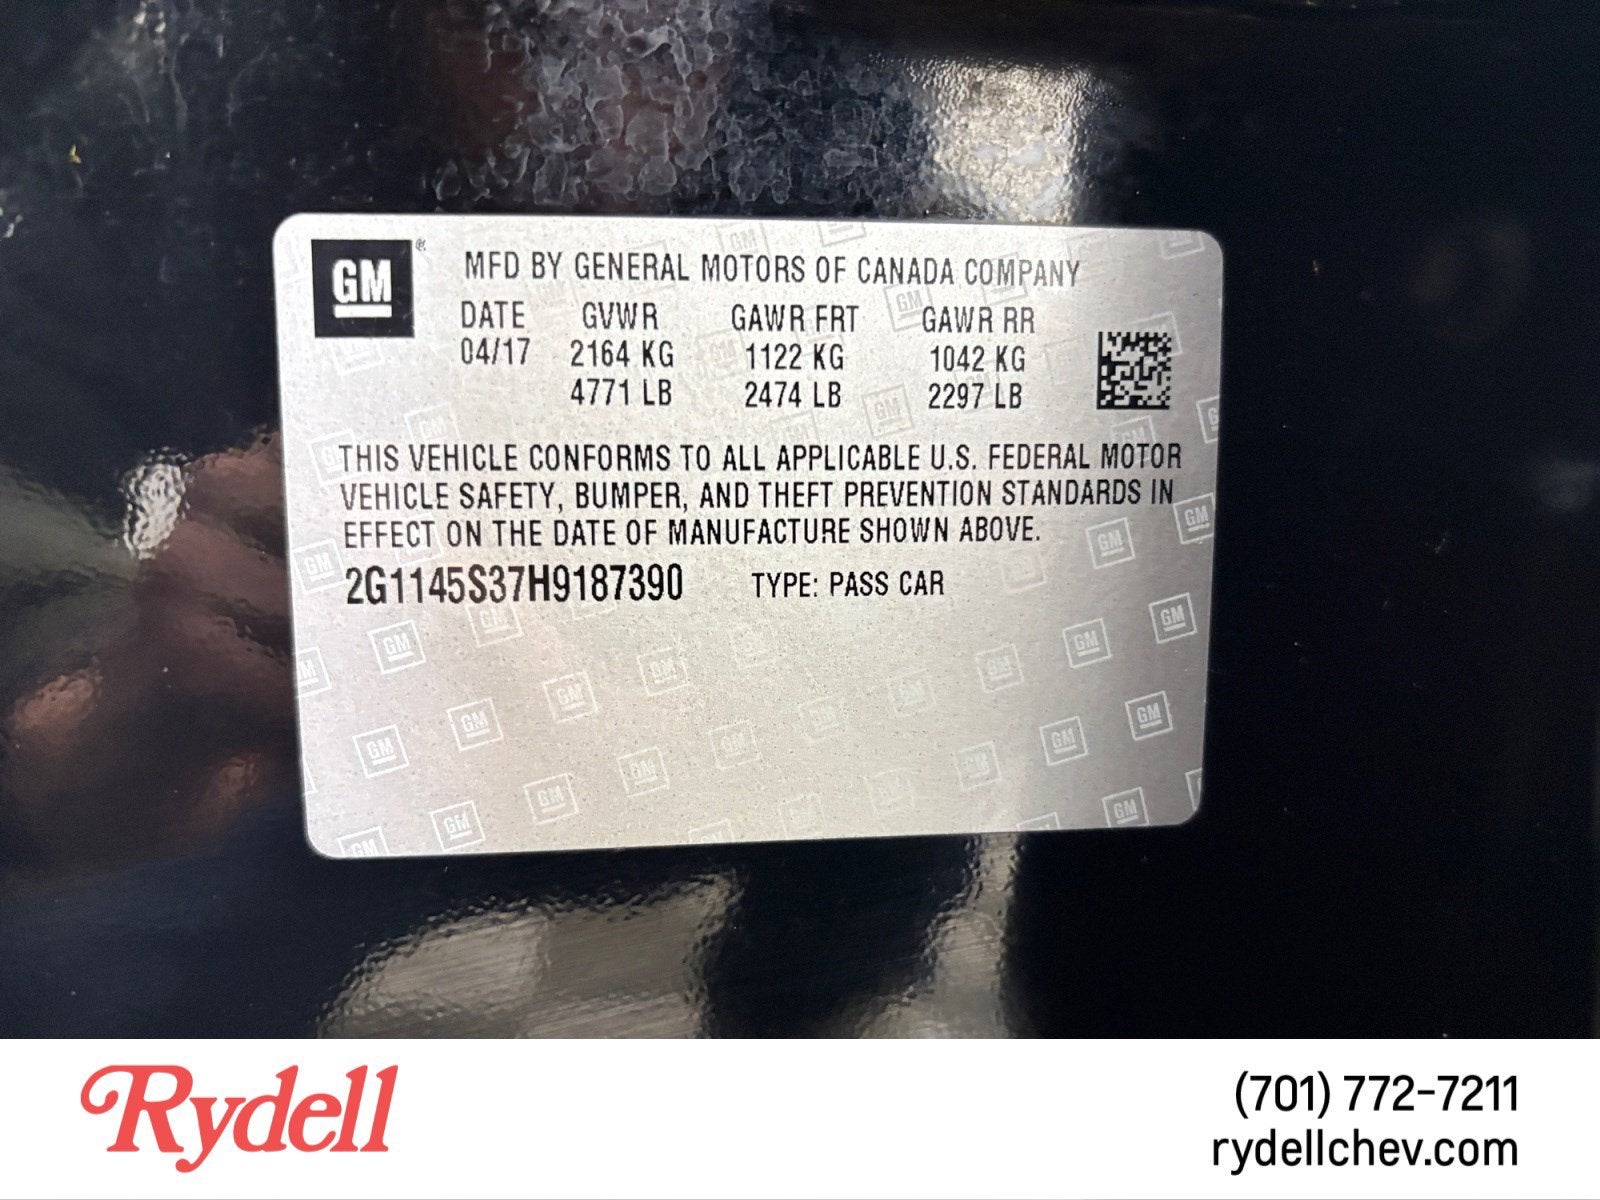 GM®
MFD BY GENERAL MOTORS OF CANADA COMPANY
DATE GVWR GAWR FRT GAWR RR
04/17 2164 KG 1122 KG 1042 KG
4771 LB 2474 LB 2297 LB
THIS VEHICLE CONFORMS TO ALL APPLICABLE U.S. FEDERAL MOTOR
VEHICLE SAFETY, BUMPER, AND THEFT PREVENTION STANDARDS IN
EFFECT ON THE DATE OF MANUFACTURE SHOWN ABOVE.
2G1145S37H9187390 TYPE: PASS CAR
Rydell
(701) 772-7211
rydellchev.com